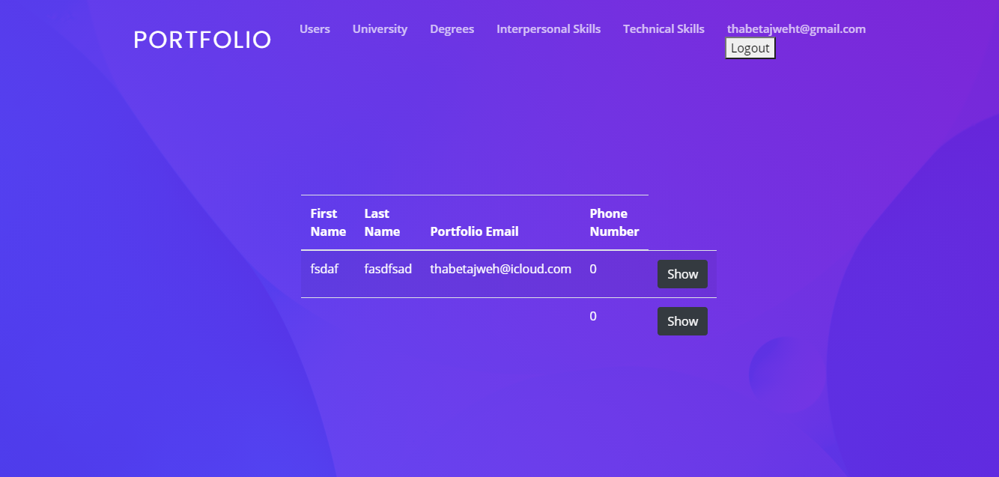 PORTFOLIO
Users University Degrees Interpersonal Skills Technical Skills thabetajweht@gmail.com
Logout
First Name Last Name Portfolio Email Phone Number
fsdaf fasdfsad thabetajweh@icloud.com 0 Show
0 Show